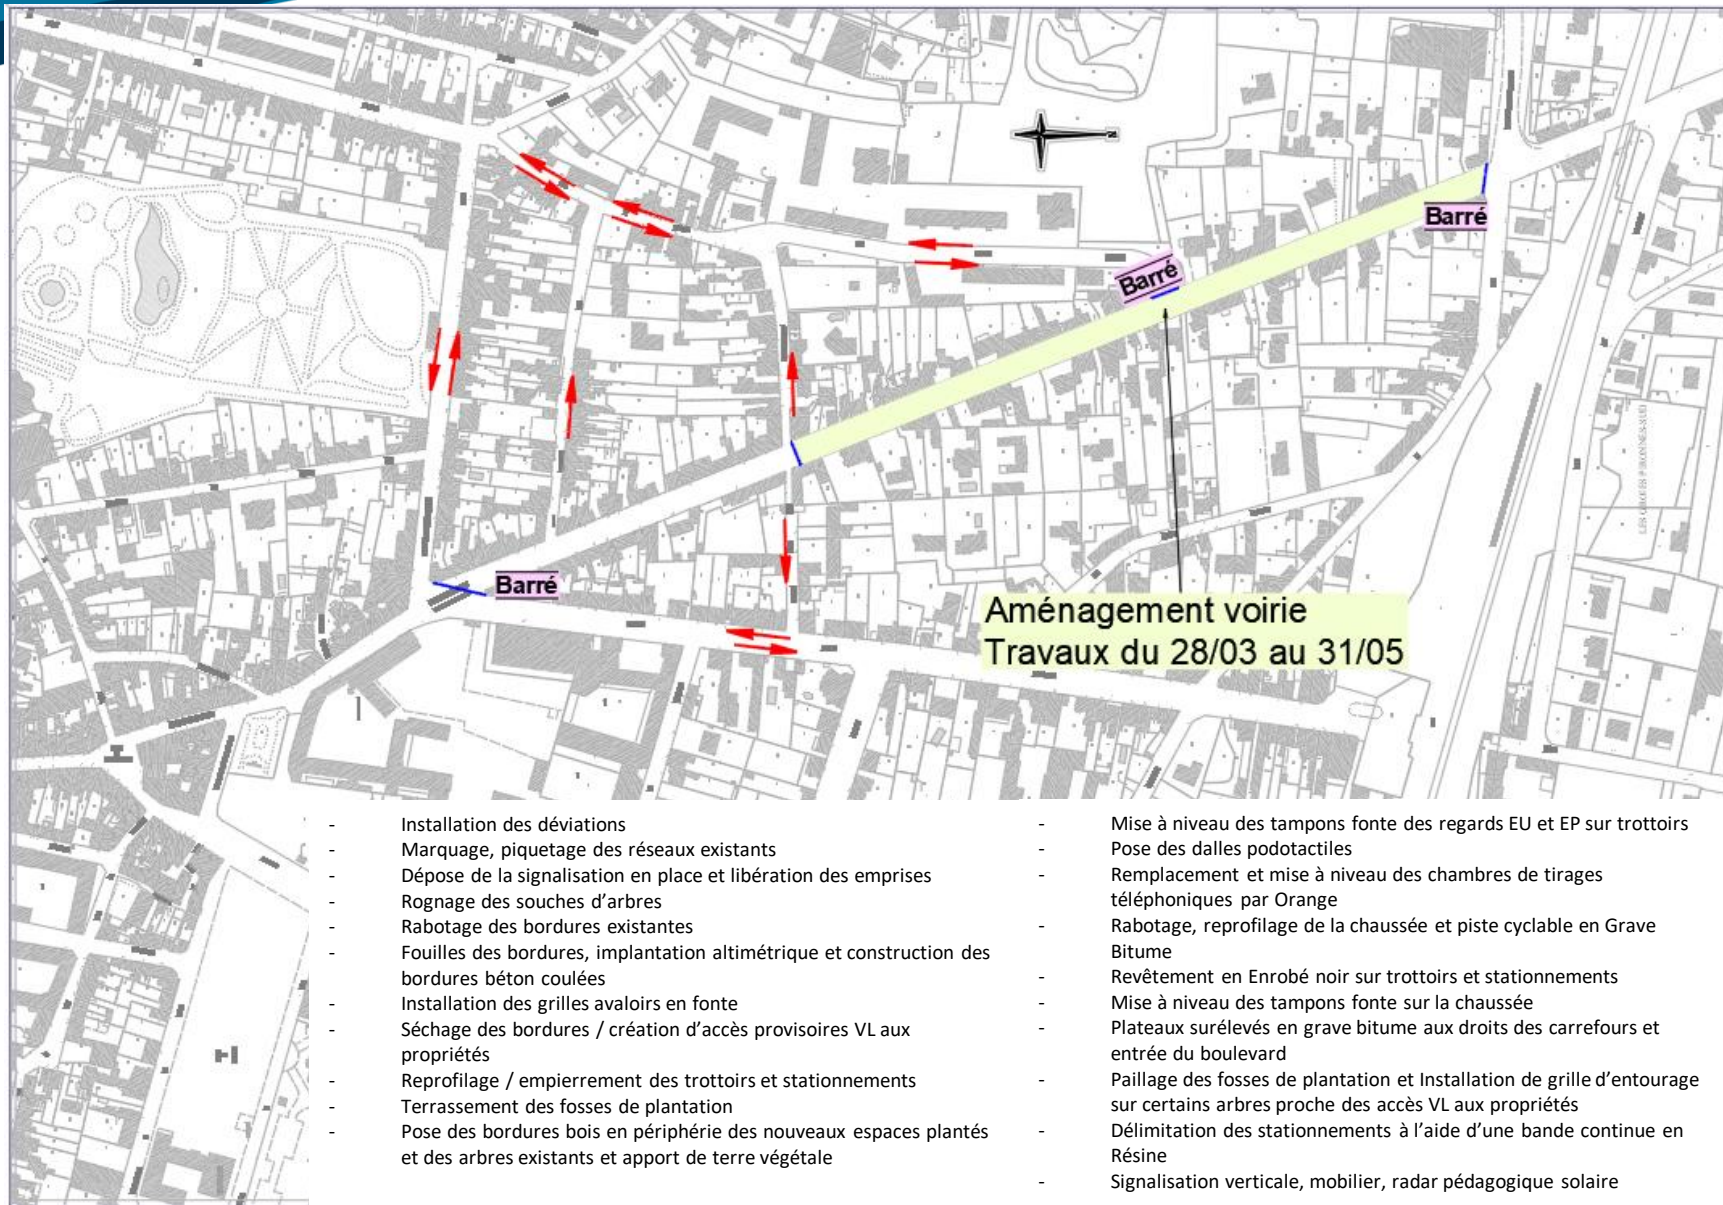 Barré
Barré
Barré
Aménagement voirie
Travaux du 28/03 au 31/05
- Installation des déviations
- Marquage, piquetage des réseaux existants
- Dépose de la signalisation en place et libération des emprises
- Rognage des souches d’arbres
- Rabotage des bordures existantes
- Fouilles des bordures, implantation altimétrique et construction des
bordures béton coulées
- Installation des grilles avaloirs en fonte
- Séchage des bordures / création d’accès provisoires VL aux
propriétés
- Reprofilage / empierrement des trottoirs et stationnements
- Terrassement des fosses de plantation
- Pose des bordures bois en périphérie des nouveaux espaces plantés
et des arbres existants et apport de terre végétale
- Mise à niveau des tampons fonte des regards EU et EP sur trottoirs
- Pose des dalles podotactiles
- Remplacement et mise à niveau des chambres de tirages
téléphoniques par Orange
- Rabotage, reprofilage de la chaussée et piste cyclable en Grave
Bitume
- Revêtement en Enrobé noir sur trottoirs et stationnements
- Mise à niveau des tampons fonte sur la chaussée
- Plateaux surélevés en grave bitume aux droits des carrefours et
entrée du boulevard
- Paillage des fosses de plantation et Installation de grille d’entourage
sur certains arbres proche des accès VL aux propriétés
- Délimitation des stationnements à l’aide d’une bande continue en
Résine
- Signalisation verticale, mobilier, radar pédagogique solaire